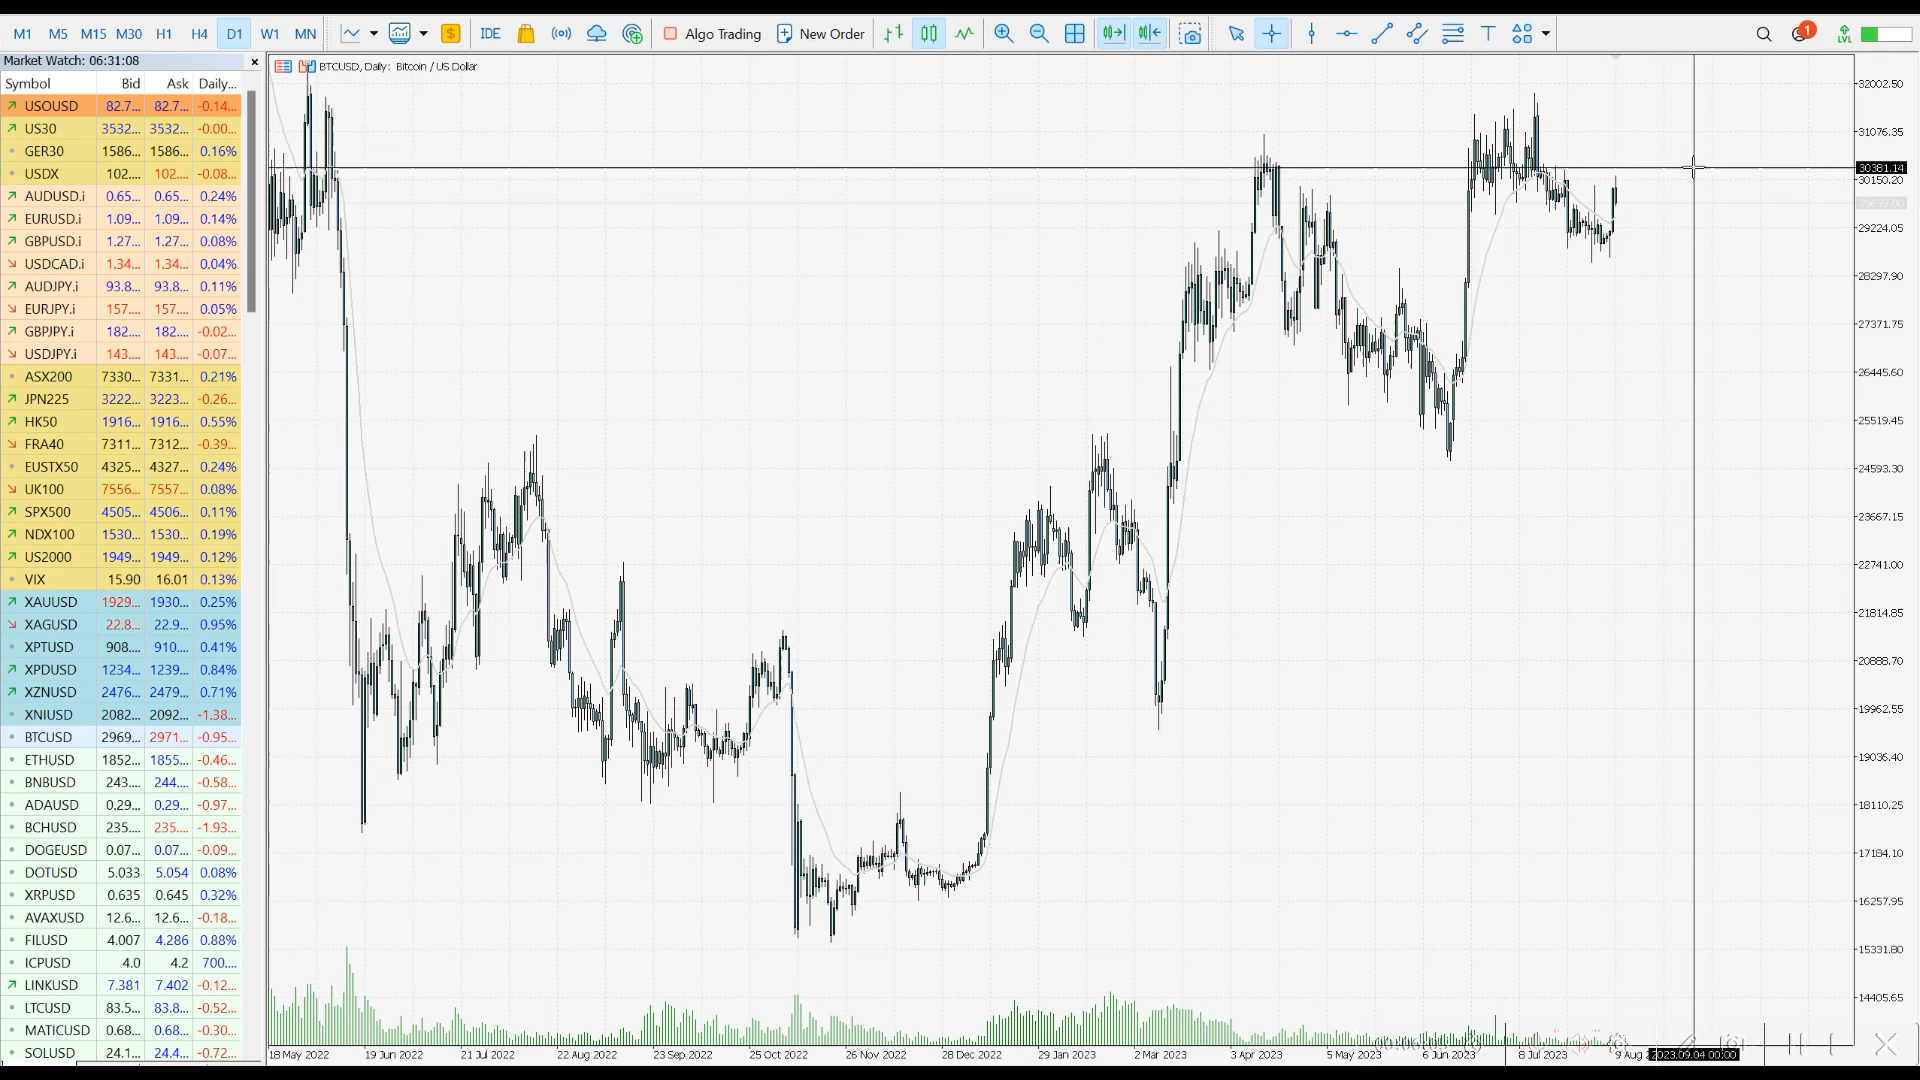 M1 M5 M15 M30 H1 H4 D1 W1 MN IDE Algo Trading New Order 1 LVL
Market Watch: 06:31:08
BTCUSD, Daily: Bitcoin / US Dollar
Symbol Bid Ask Daily...
USOUSD 82.7... 82.7... -0.14...
US30 3532... 3532... -0.00...
GER30 1586... 1586... 0.16%
USDX 102.... 102.... -0.08...
AUDUSD.i 0.65... 0.65... 0.24%
EURUSD.i 1.09... 1.09... 0.14%
GBPUSD.i 1.27... 1.27... 0.08%
USDCAD.i 1.34... 1.34... 0.04%
AUDJPY.i 93.8... 93.8... 0.11%
EURJPY.i 157.... 157.... 0.05%
GBPJPY.i 182.... 182.... -0.02...
USDJPY.i 143.... 143.... -0.07...
ASX200 7330... 7331... 0.21%
JPN225 3222... 3223... -0.26...
HK50 1916... 1916... 0.55%
FRA40 7311... 7312... -0.39...
EUSTX50 4325... 4327... 0.24%
UK100 7556... 7557... 0.08%
SPX500 4505... 4506... 0.11%
NDX100 1530... 1530... 0.19%
US2000 1949... 1949... 0.12%
VIX 15.90 16.01 0.13%
XAUUSD 1929... 1930... 0.25%
XAGUSD 22.8... 22.9... 0.95%
XPTUSD 908.... 910.... 0.41%
XPDUSD 1234... 1239... 0.84%
XZNUSD 2476... 2479... 0.71%
XNIUSD 2082... 2092... -1.38...
BTCUSD 2969... 2971... -0.95...
ETHUSD 1852... 1855... -0.46...
BNBUSD 243.... 244.... -0.58...
ADAUSD 0.29... 0.29... -0.97...
BCHUSD 235.... 235.... -1.93...
DOGEUSD 0.07... 0.07... -0.09...
DOTUSD 5.033 5.054 0.08%
XRPUSD 0.635 0.645 0.32%
AVAXUSD 12.6... 12.6... -0.18...
FILUSD 4.007 4.286 0.88%
ICPUSD 4.0 4.2 700....
LINKUSD 7.381 7.402 -0.12...
LTCUSD 83.5... 83.8... -0.52...
MATICUSD 0.68... 0.68... -0.30...
SOLUSD 24.1... 24.4... -0.72...
32002.50
31076.35
30381.14
30150.20
29224.05
28297.90
27371.75
26445.60
25519.45
24593.30
23667.15
22741.00
21814.85
20888.70
19962.55
19036.40
18110.25
17184.10
16257.95
15331.80
14405.65
18 May 2022 19 Jun 2022 21 Jul 2022 22 Aug 2022 23 Sep 2022 25 Oct 2022 26 Nov 2022 28 Dec 2022 29 Jan 2023 2 Mar 2023 3 Apr 2023 5 May 2023 6 Jun 2023 8 Jul 2023 9 Aug 2023.09.04 00:00